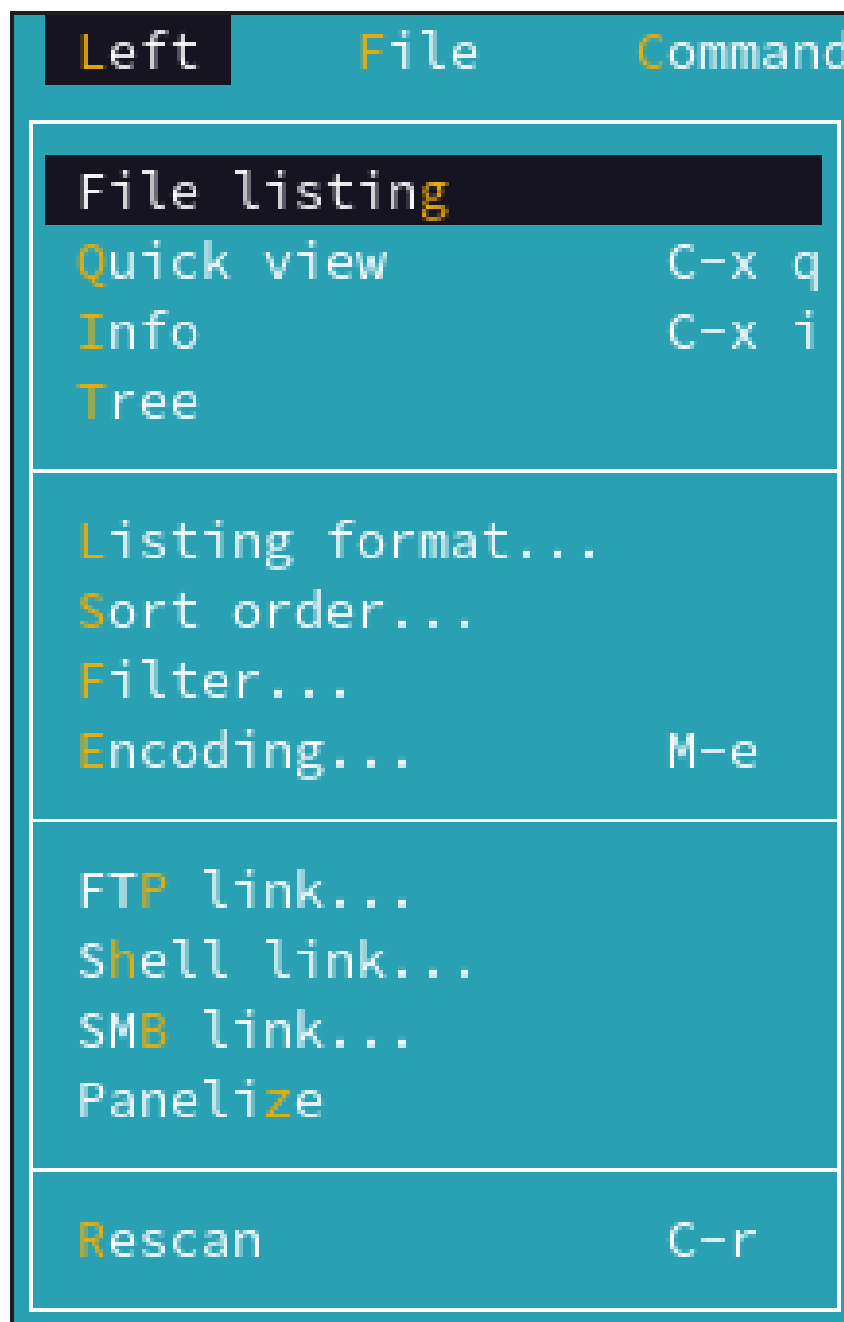 Left File Command
File listing
Quick view C-x q
Info C-x i
Tree
Listing format...
Sort order...
Filter...
Encoding... M-e
FTP link...
Shell link...
SMB link...
Panelize
Rescan C-r